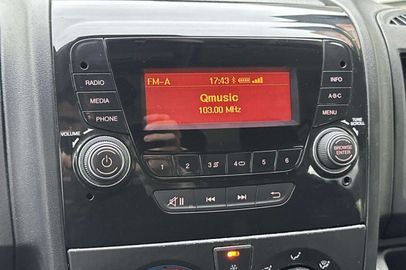 RADIO
MEDIA
PHONE
VOLUME
FM-A 17:43
Qmusic
103.00 MHz
INFO
A-B-C
MENU
TUNE
SCROLL
BROWSE
ENTER
1 2 3 4 5 6